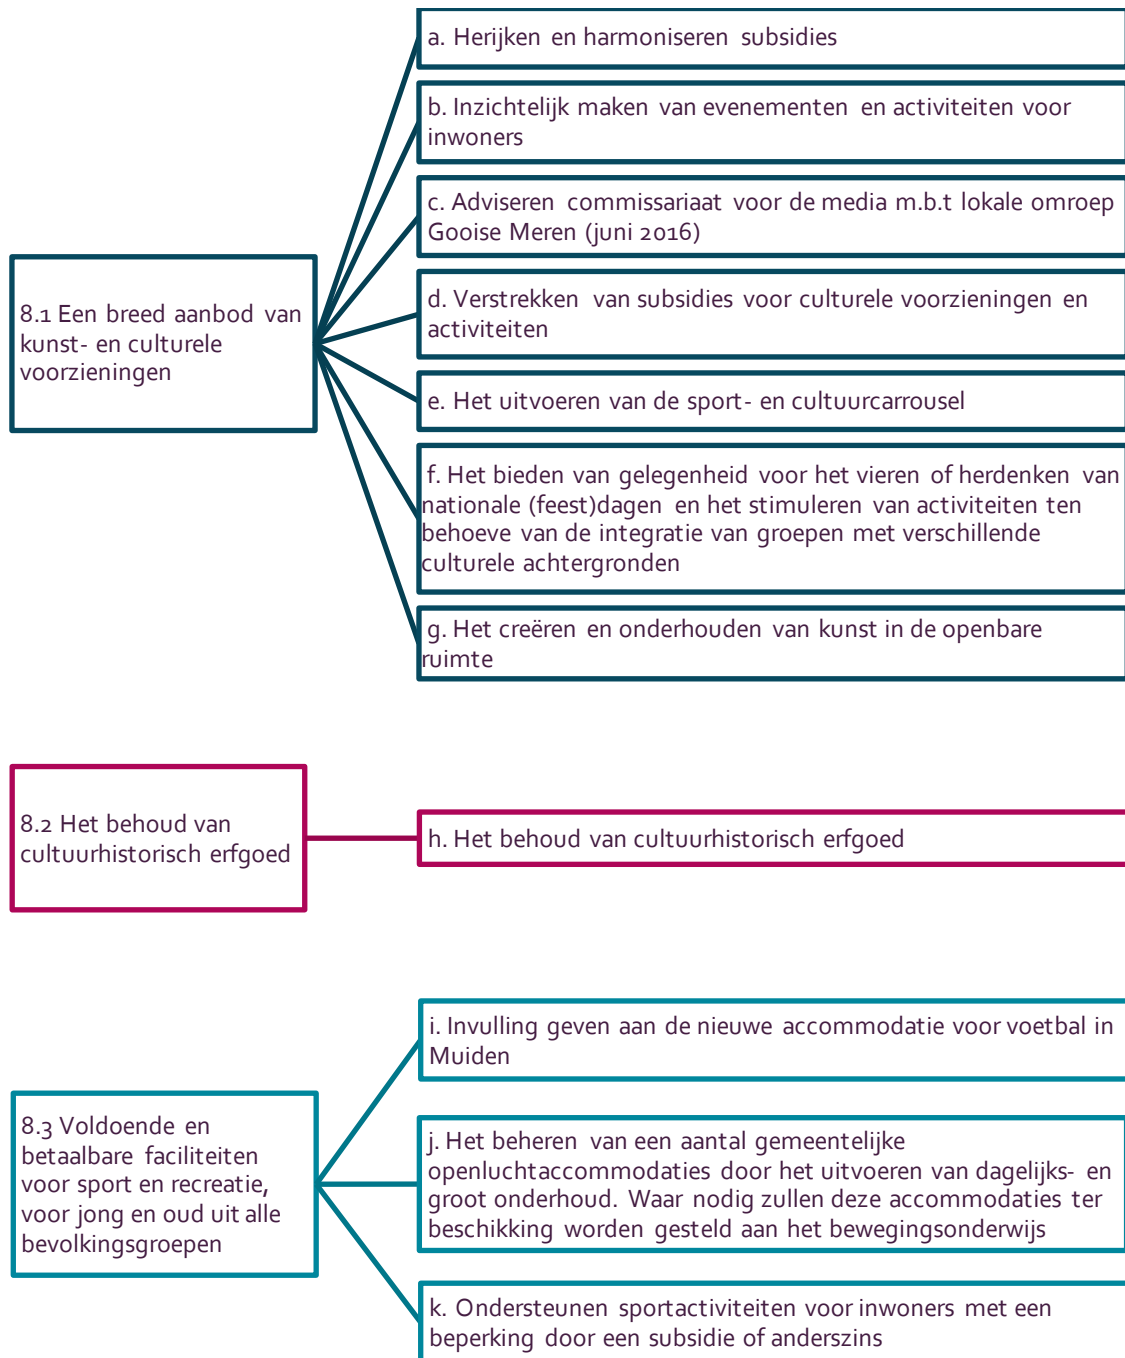 a. Herijken en harmoniseren subsidies
b. Inzichtelijk maken van evenementen en activiteiten voor
inwoners
c. Adviseren commissariaat voor de media m.b.t lokale omroep
Gooise Meren (juni 2016)
8.1 Een breed aanbod van
kunst- en culturele
voorzieningen
d. Verstrekken van subsidies voor culturele voorzieningen en
activiteiten
e. Het uitvoeren van de sport- en cultuurcarrousel
f. Het bieden van gelegenheid voor het vieren of herdenken van
nationale (feest)dagen en het stimuleren van activiteiten ten
behoeve van de integratie van groepen met verschillende
culturele achtergronden
g. Het creëren en onderhouden van kunst in de openbare
ruimte
8.2 Het behoud van
cultuurhistorisch erfgoed
h. Het behoud van cultuurhistorisch erfgoed
i. Invulling geven aan de nieuwe accommodatie voor voetbal in
Muiden
8.3 Voldoende en
betaalbare faciliteiten
voor sport en recreatie,
voor jong en oud uit alle
bevolkingsgroepen
j. Het beheren van een aantal gemeentelijke
openluchtaccommodaties door het uitvoeren van dagelijks- en
groot onderhoud. Waar nodig zullen deze accommodaties ter
beschikking worden gesteld aan het bewegingsonderwijs
k. Ondersteunen sportactiviteiten voor inwoners met een
beperking door een subsidie of anderszins